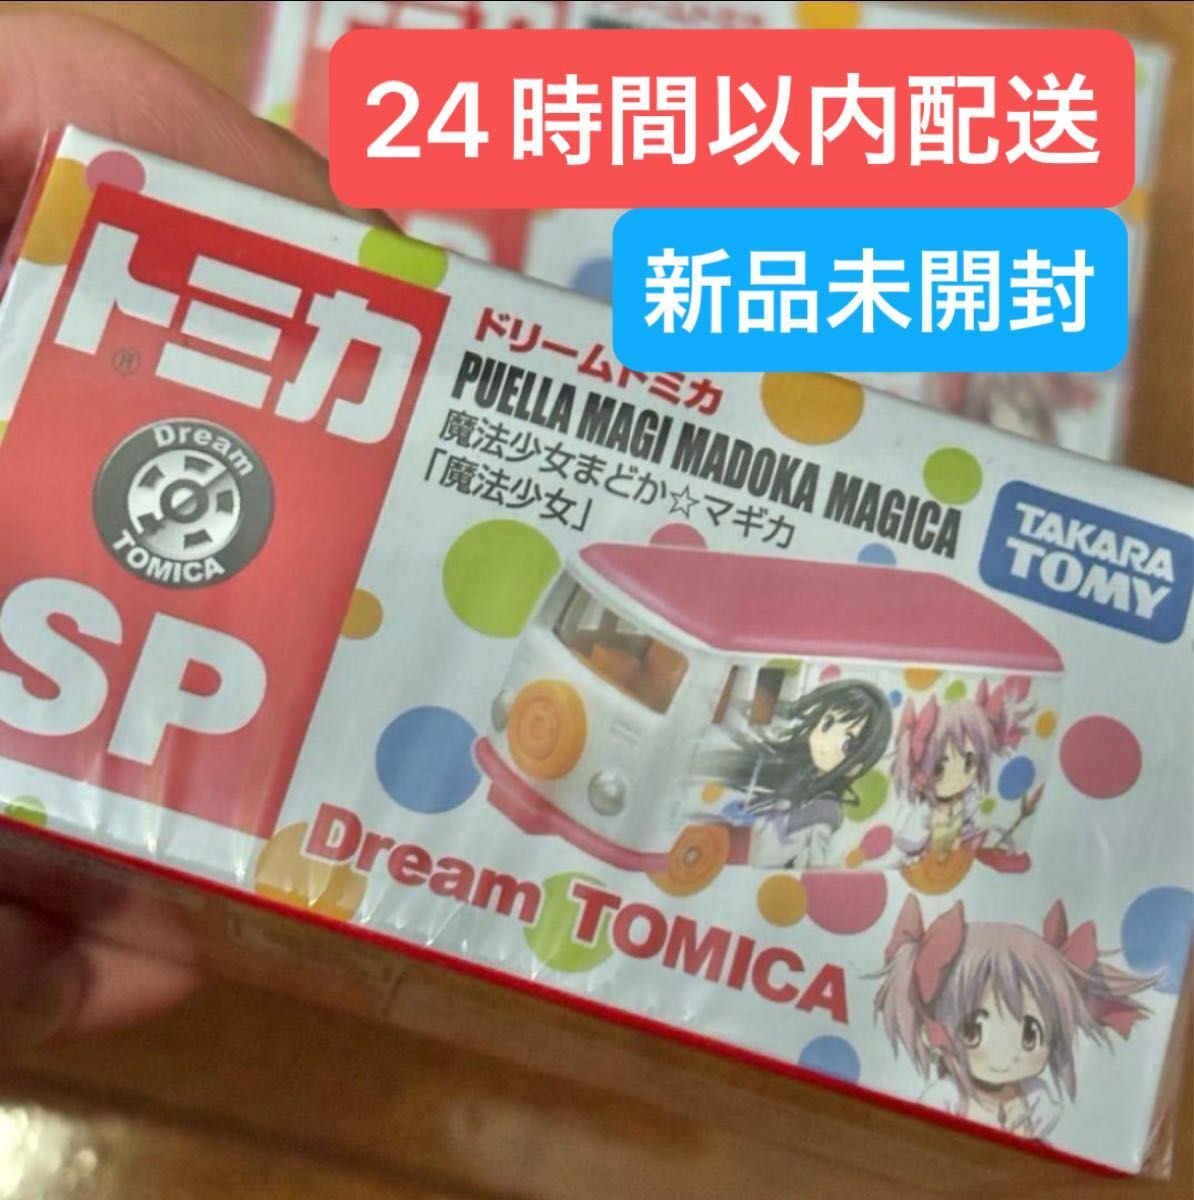 24時間以内配送
新品未開封
トミカ
®
Dream
TOMICA
SP
ドリームトミカ
PUELLA MAGI MADOKA MAGICA
魔法少女まどか☆マギカ
「魔法少女」
TAKARA
TOMY
Dream TOMICA